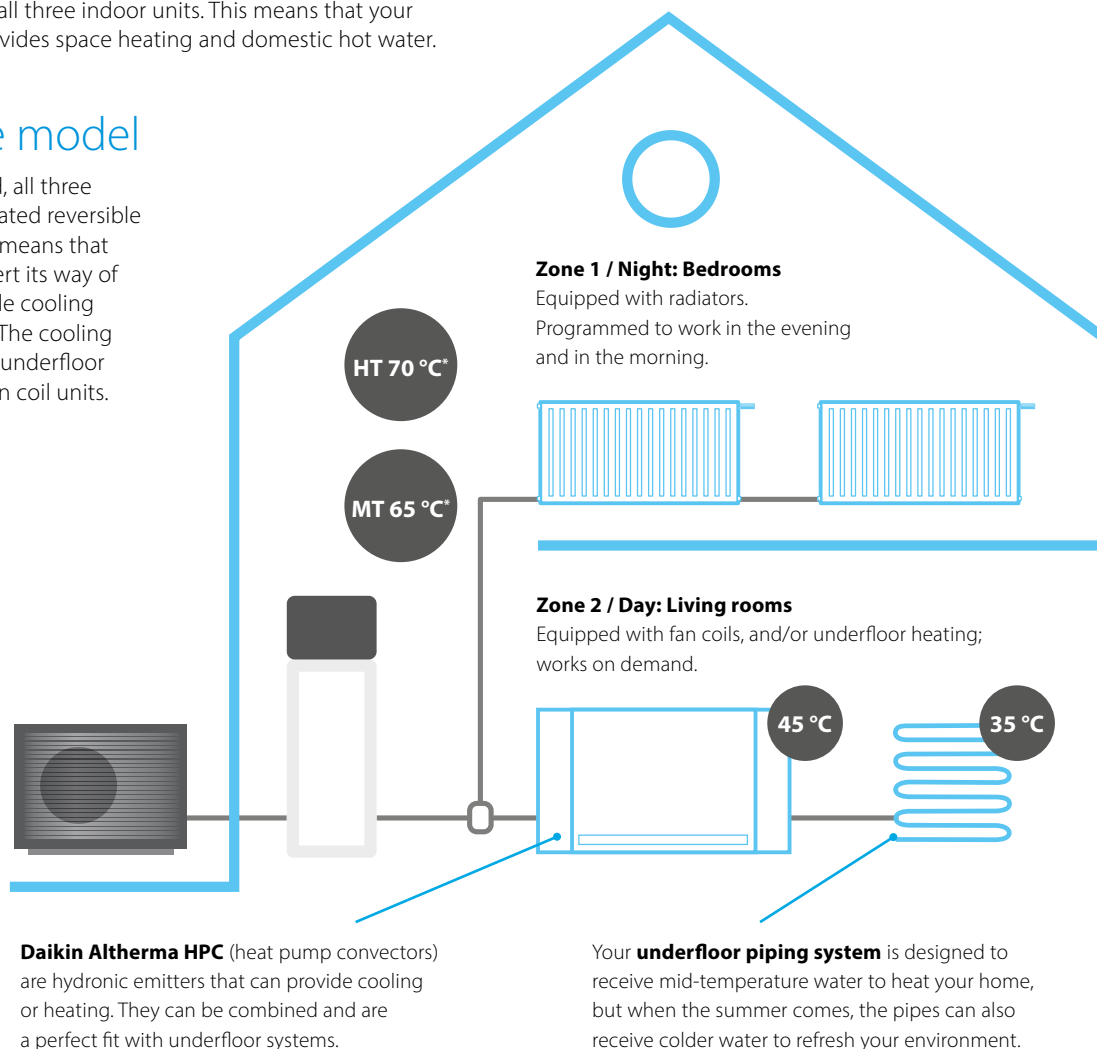 all three indoor units. This means that your
vides space heating and domestic hot water.
e model
, all three
ated reversible
means that
ert its way of
le cooling
The cooling
underfloor
n coil units.
HT 70 °C*
MT 65 °C*
Zone 1 / Night: Bedrooms
Equipped with radiators.
Programmed to work in the evening
and in the morning.
Zone 2 / Day: Living rooms
Equipped with fan coils, and/or underfloor heating;
works on demand.
45 °C
35 °C
Daikin Altherma HPC (heat pump convectors)
are hydronic emitters that can provide cooling
or heating. They can be combined and are
a perfect fit with underfloor systems.
Your underfloor piping system is designed to
receive mid-temperature water to heat your home,
but when the summer comes, the pipes can also
receive colder water to refresh your environment.